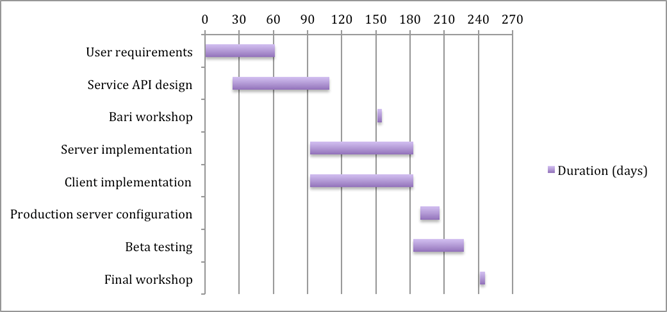 0 30 60 90 120 150 180 210 240 270
User requirements
Service API design
Bari workshop
Server implementation
Client implementation
Production server configuration
Beta testing
Final workshop
Duration (days)